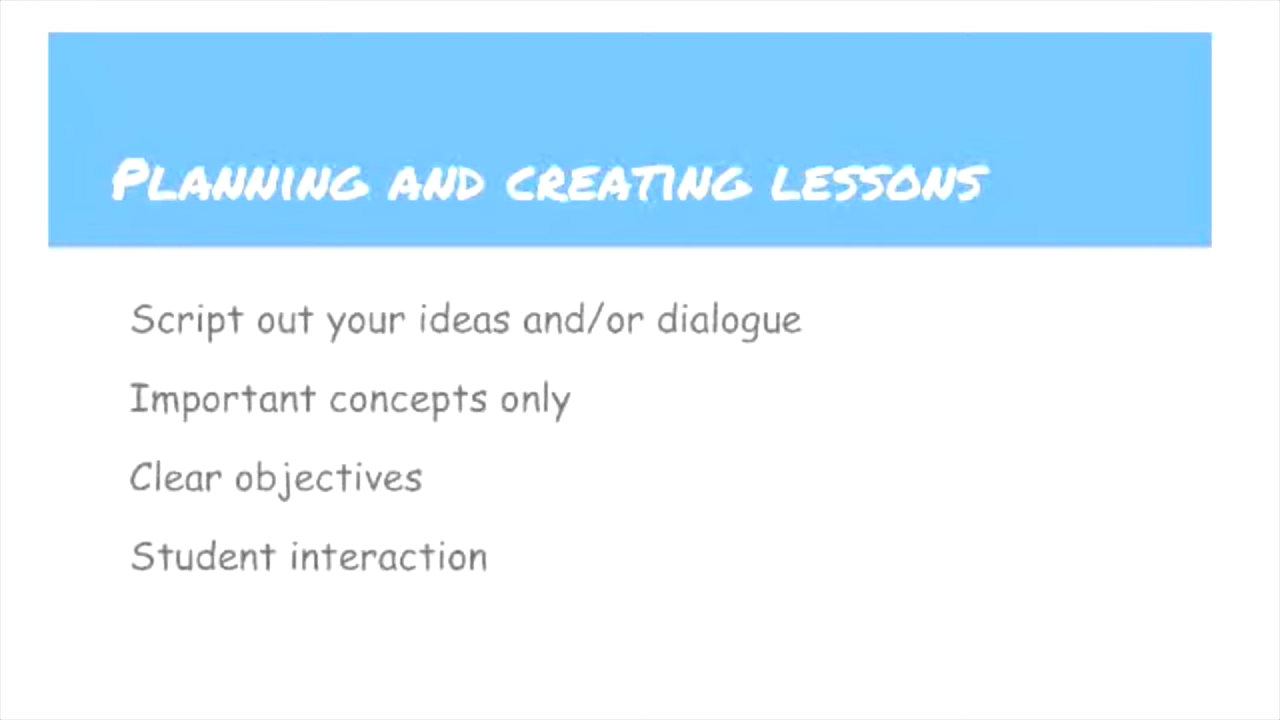 Planning and creating lessons
Script out your ideas and/or dialogue
Important concepts only
Clear objectives
Student interaction